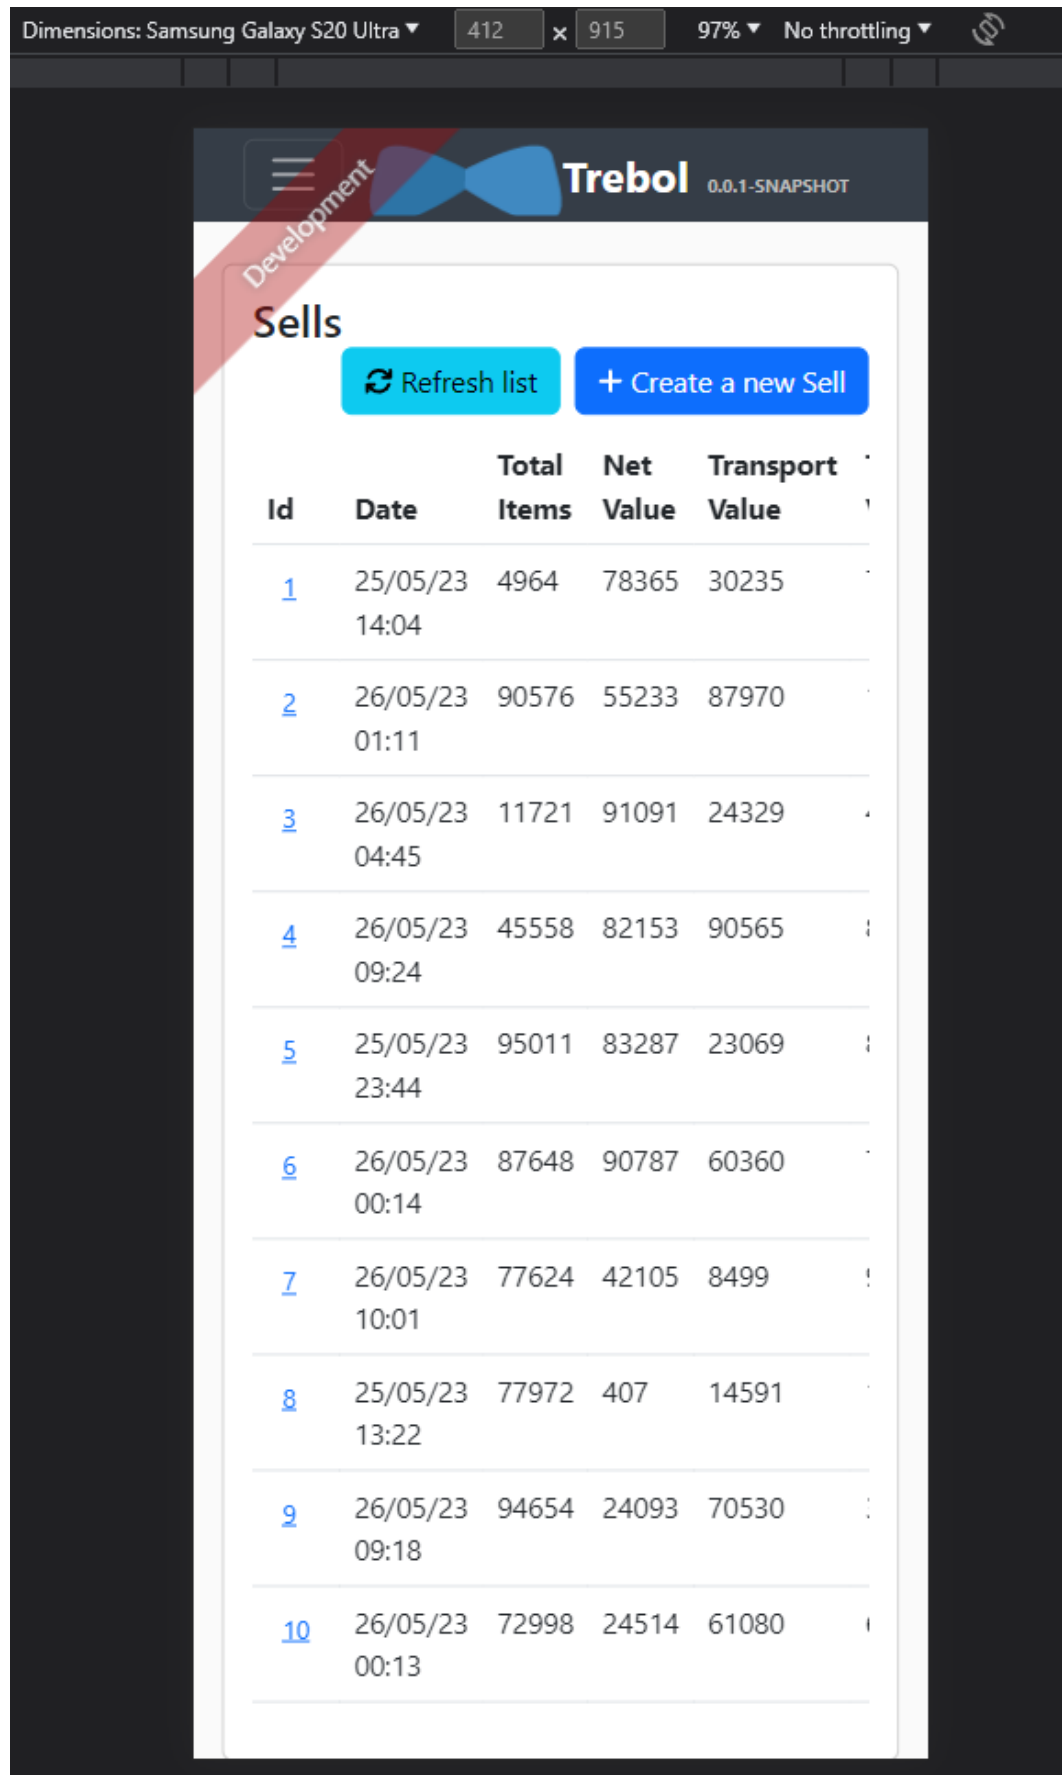 Dimensions: Samsung Galaxy S20 Ultra ▼ 412 × 915 97% ▼ No throttling ▼
Trebol 0.0.1-SNAPSHOT
Development
Sells
Refresh list + Create a new Sell
Id Date Total Items Net Value Transport Value
1 25/05/23 14:04 4964 78365 30235
2 26/05/23 01:11 90576 55233 87970
3 26/05/23 04:45 11721 91091 24329
4 26/05/23 09:24 45558 82153 90565
5 25/05/23 23:44 95011 83287 23069
6 26/05/23 00:14 87648 90787 60360
7 26/05/23 10:01 77624 42105 8499
8 25/05/23 13:22 77972 407 14591
9 26/05/23 09:18 94654 24093 70530
10 26/05/23 00:13 72998 24514 61080